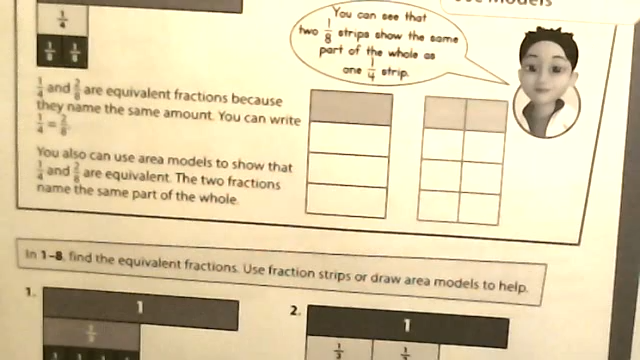 use models
1/4
1/8 1/8
You can see that
two 1/8 strips show the same
part of the whole as
one 1/4 strip.
1/4 and 2/8 are equivalent fractions because
they name the same amount. You can write
1/4 = 2/8.
You also can use area models to show that
1/4 and 2/8 are equivalent. The two fractions
name the same part of the whole.
In 1–8, find the equivalent fractions. Use fraction strips or draw area models to help.
1.
1
2.
1